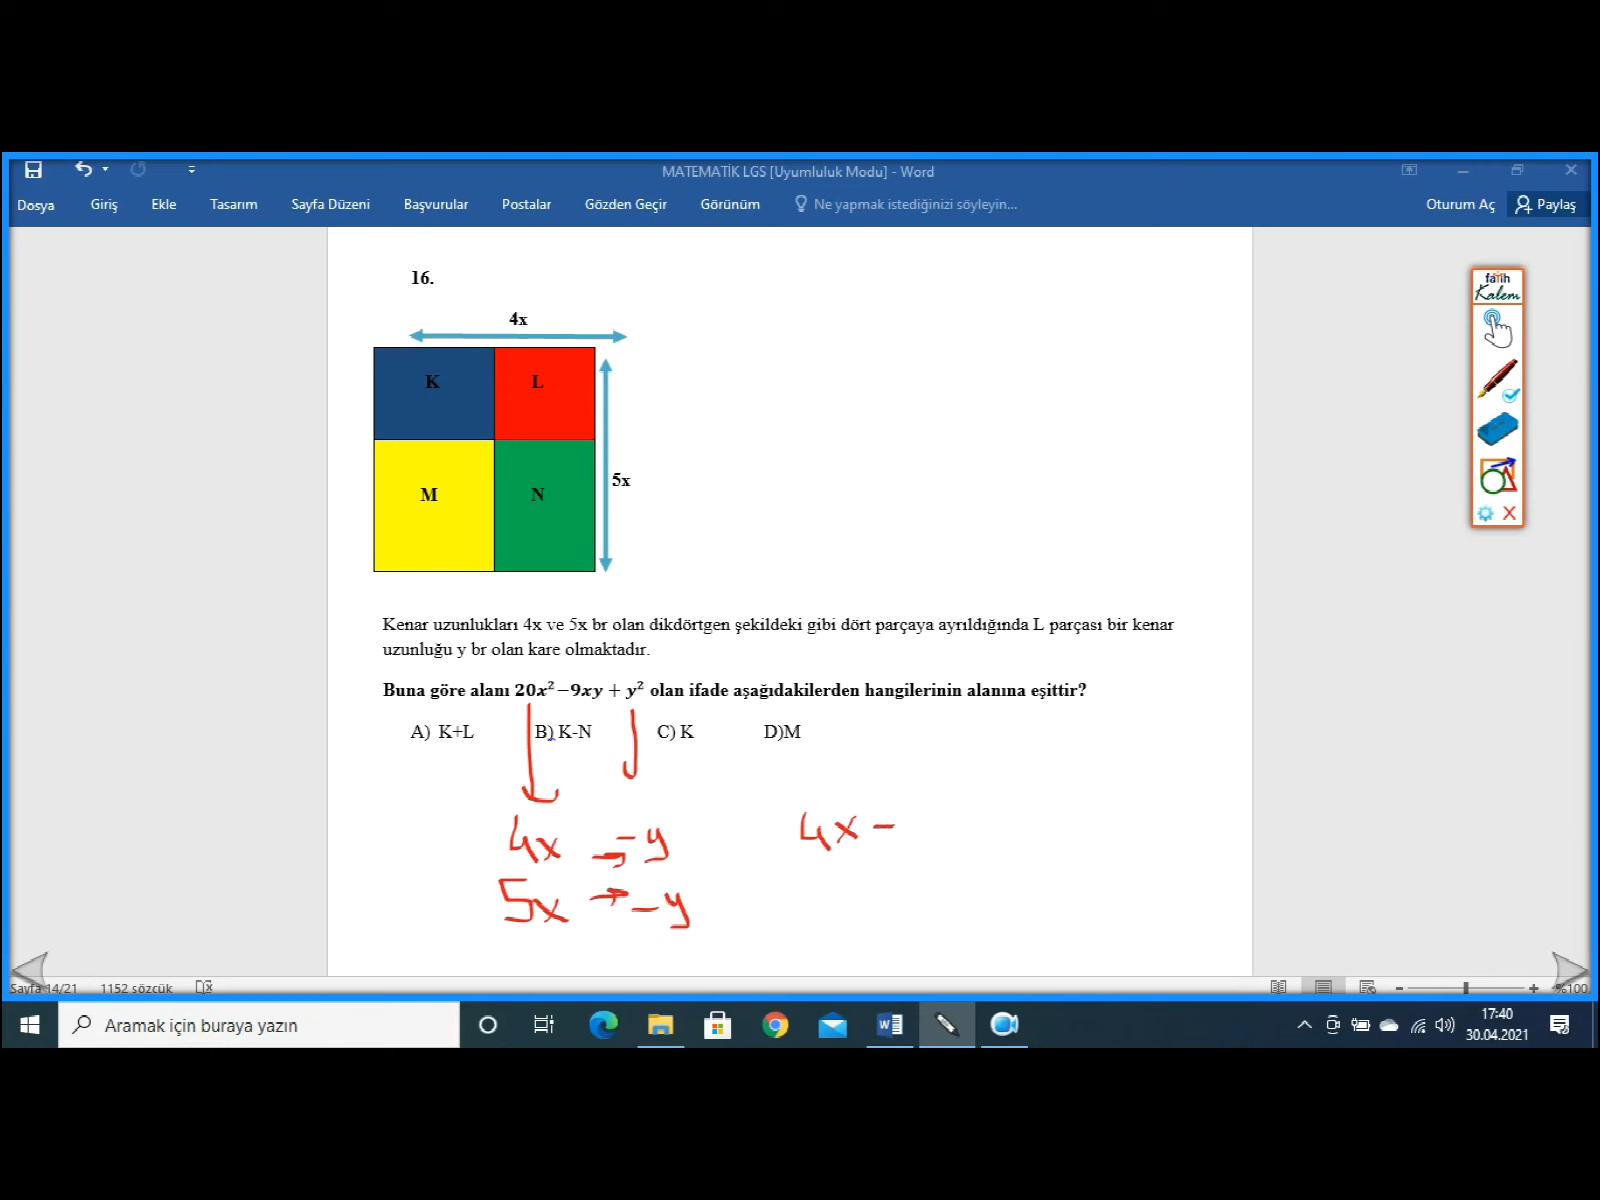 MATEMATİK LGS [Uyumluluk Modu] - Word
Dosya Giriş Ekle Tasarım Sayfa Düzeni Başvurular Postalar Gözden Geçir Görünüm Ne yapmak istediğinizi söyleyin... Oturum Aç Paylaş
fatih
Kalem
16.
4x
K L
5x
M N
Kenar uzunlukları 4x ve 5x br olan dikdörtgen şekildeki gibi dört parçaya ayrıldığında L parçası bir kenar
uzunluğu y br olan kare olmaktadır.
Buna göre alanı 20x²−9xy + y² olan ifade aşağıdakilerden hangilerinin alanına eşittir?
A) K+L B) K-N C) K D)M
4x - y 4x -
5x - y
Sayfa 14/21 1152 sözcük %100
Aramak için buraya yazın
17:40
30.04.2021